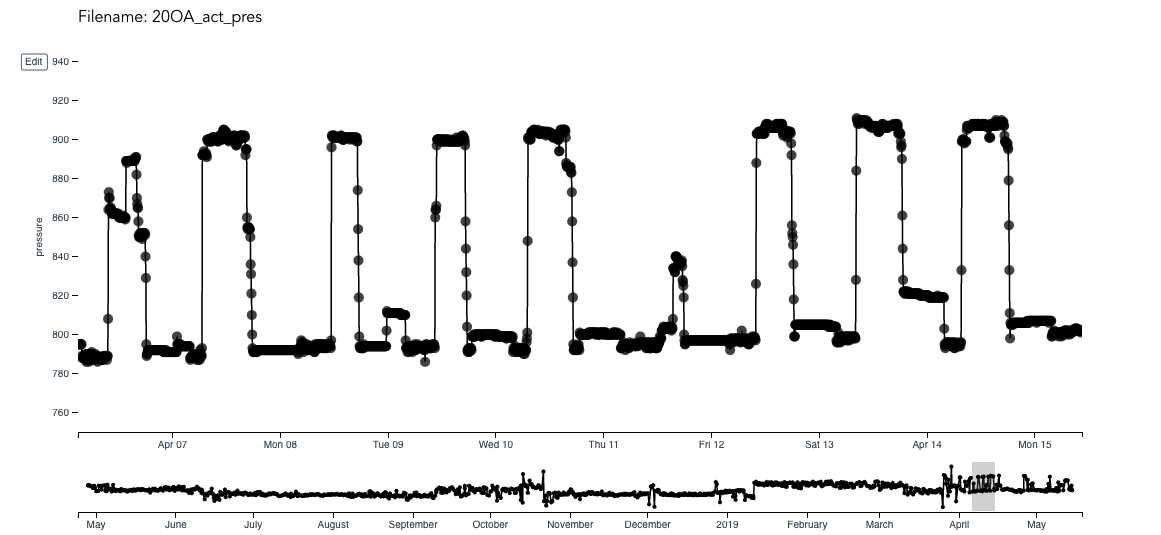 Filename: 20OA_act_pres
Edit
940
920
900
880
860
840
820
800
780
760
pressure
Apr 07 Mon 08 Tue 09 Wed 10 Thu 11 Fri 12 Sat 13 Apr 14 Mon 15
May June July August September October November December 2019 February March April May